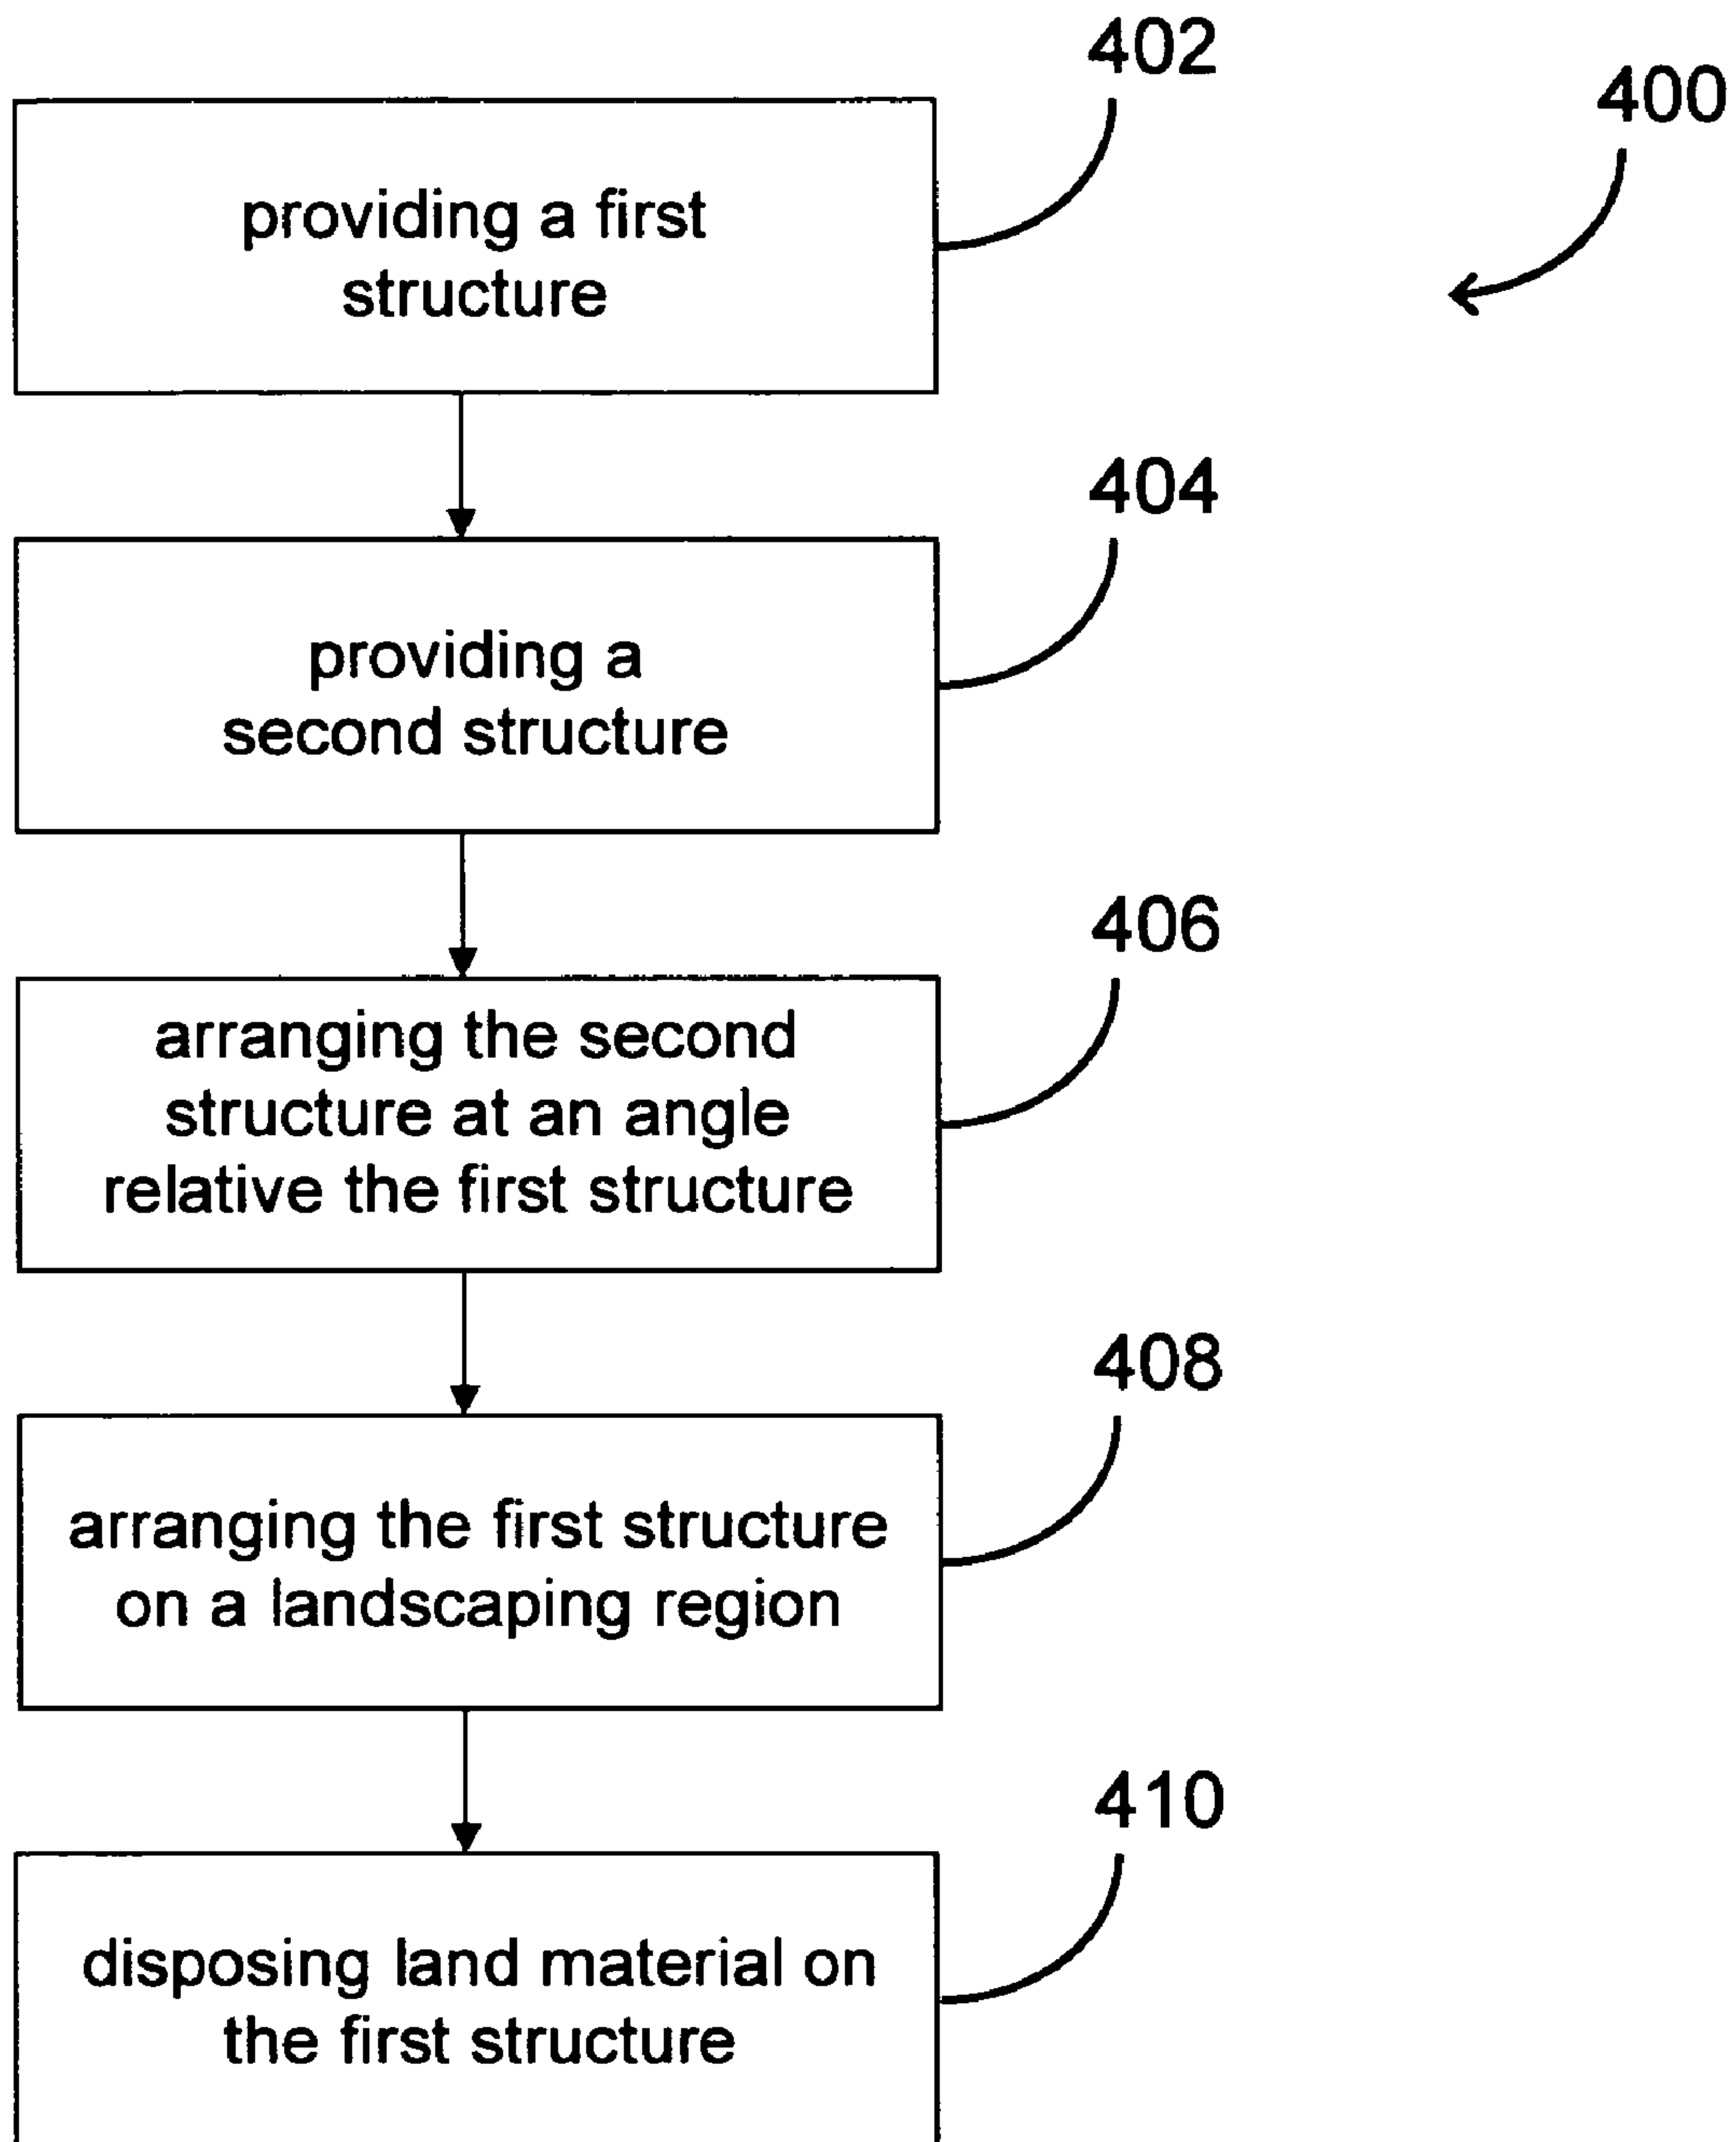 402
400
providing a first
structure
404
providing a
second structure
406
arranging the second
structure at an angle
relative the first structure
408
arranging the first structure
on a landscaping region
410
disposing land material on
the first structure